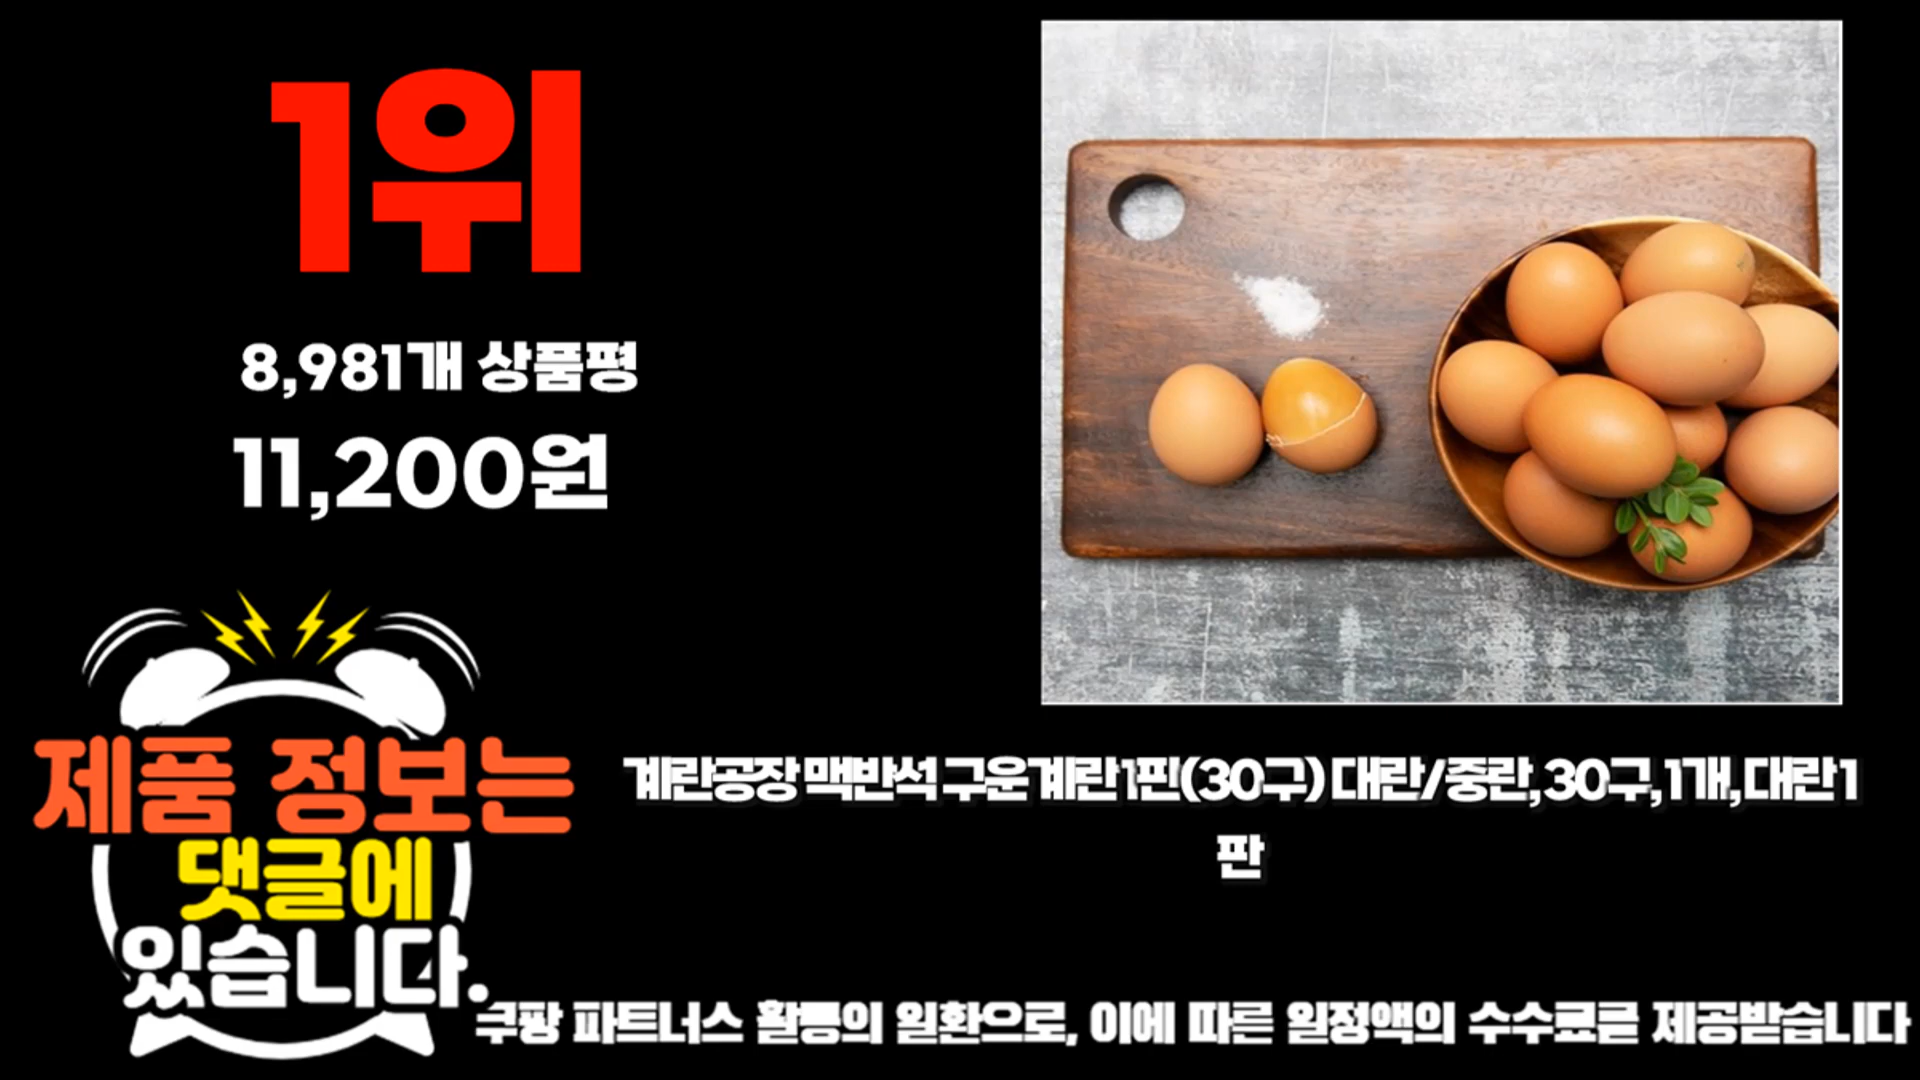 1위
8,981개 상품평
11,200원
제품 정보는
댓글에
있습니다.
계란공장 맥반석 구운계란 1판(30구) 대란/중란, 30구, 1개, 대란 1
판
쿠팡 파트너스 활동의 일환으로, 이에 따른 일정액의 수수료를 제공받습니다